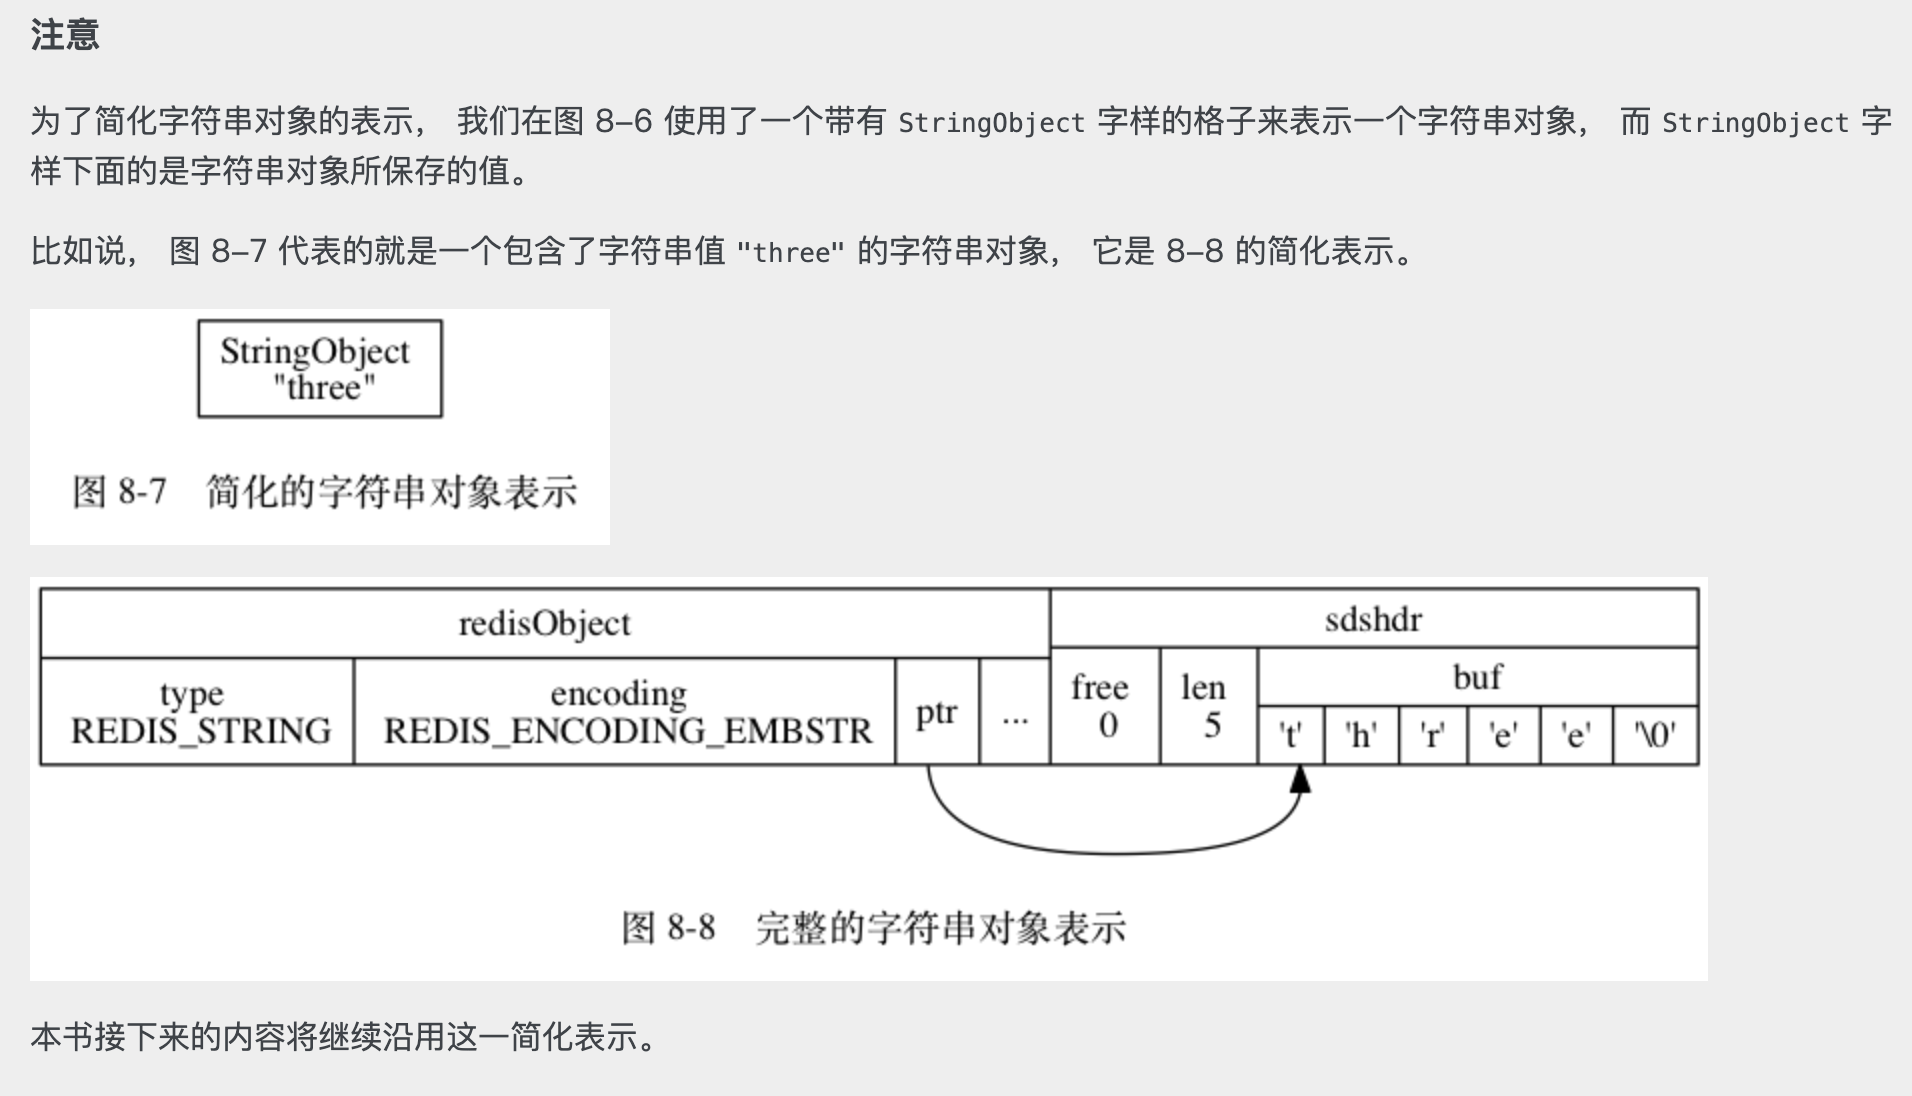 注意
为了简化字符串对象的表示， 我们在图 8-6 使用了一个带有 StringObject 字样的格子来表示一个字符串对象， 而 StringObject 字
样下面的是字符串对象所保存的值。
比如说， 图 8-7 代表的就是一个包含了字符串值 "three" 的字符串对象， 它是 8-8 的简化表示。
StringObject
"three"
图 8-7 简化的字符串对象表示
redisObject
sdshdr
type
REDIS_STRING
encoding
REDIS_ENCODING_EMBSTR
ptr
...
free
0
len
5
buf
't' 'h' 'r' 'e' 'e' '\0'
图 8-8 完整的字符串对象表示
本书接下来的内容将继续沿用这一简化表示。